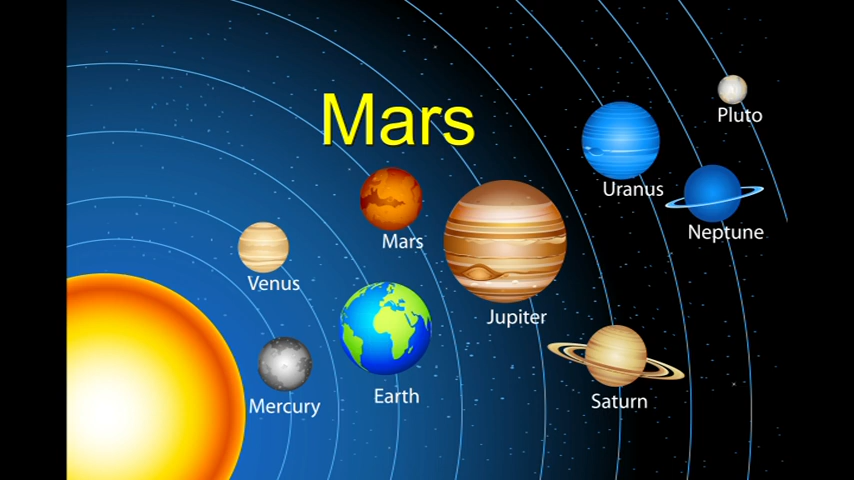 Mars
Pluto
Uranus
Neptune
Mars
Venus
Jupiter
Earth
Saturn
Mercury